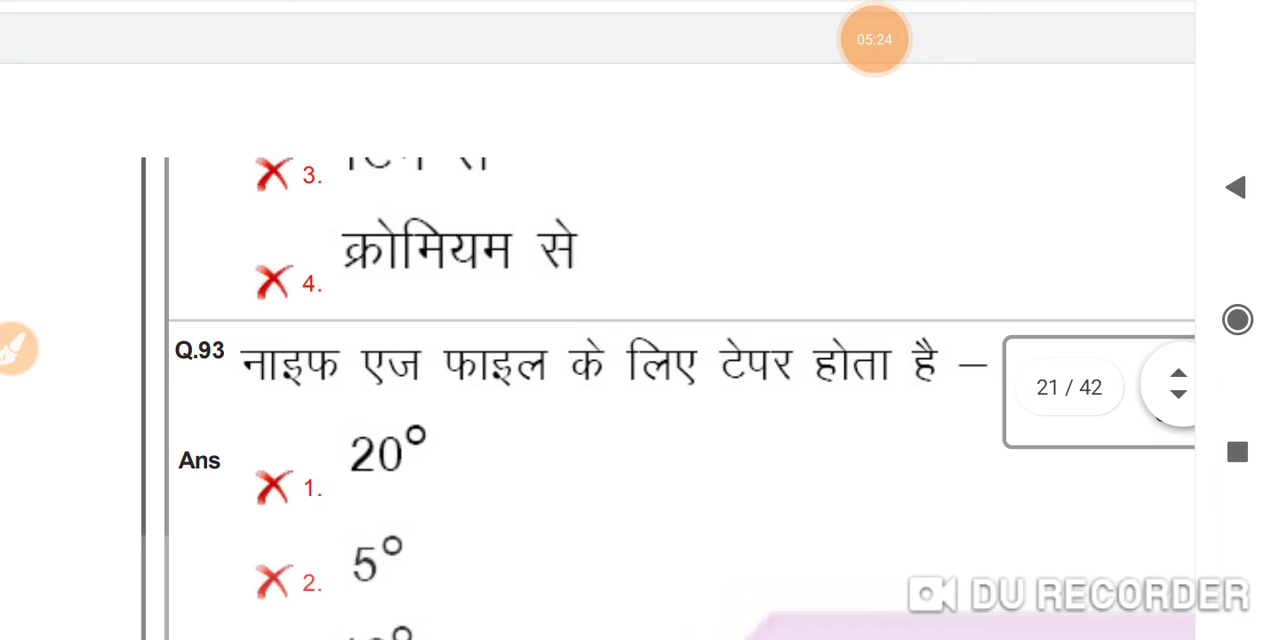 05:24
3.
क्रोमियम से
4.
Q.93 नाइफ एज फाइल के लिए टेपर होता है –
21 / 42
Ans
20°
1.
5°
2.
DU RECORDER